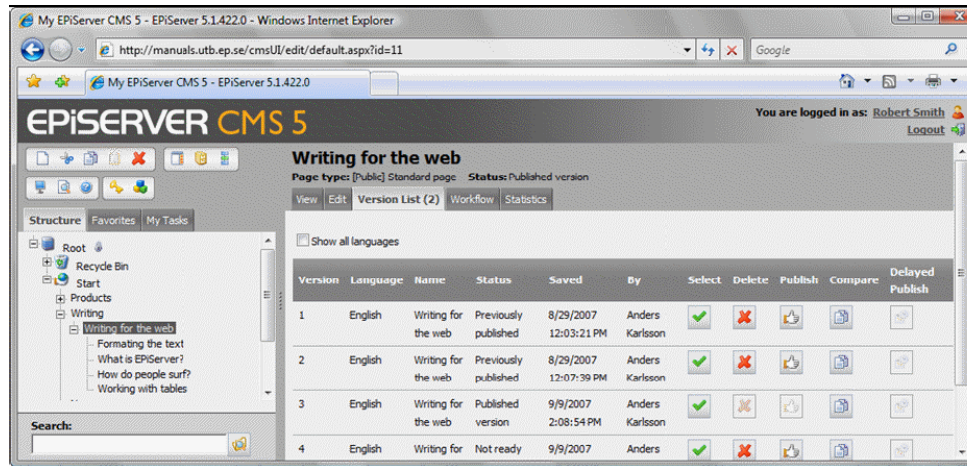 My EPiServer CMS 5 - EPiServer 5.1.422.0 - Windows Internet Explorer
http://manuals.utb.ep.se/cmsUI/edit/default.aspx?id=11
Google
My EPiServer CMS 5 - EPiServer 5.1.422.0
EPiSERVER CMS 5
You are logged in as: Robert Smith
Logout
Writing for the web
Page type: [Public] Standard page Status: Published version
View Edit Version List (2) Workflow Statistics
Structure Favorites My Tasks
Root
Recycle Bin
Start
Products
Writing
Writing for the web
Formating the text
What is EPiServer?
How do people surf?
Working with tables
Search:
Show all languages
Version Language Name Status Saved By Select Delete Publish Compare Delayed
Publish
1 English Writing for Previously 8/29/2007 Anders
the web published 12:03:21 PM Karlsson
2 English Writing for Previously 8/29/2007 Anders
the web published 12:07:39 PM Karlsson
3 English Writing for Published 9/9/2007 Anders
the web version 2:08:54 PM Karlsson
4 English Writing for Not ready 9/9/2007 Anders